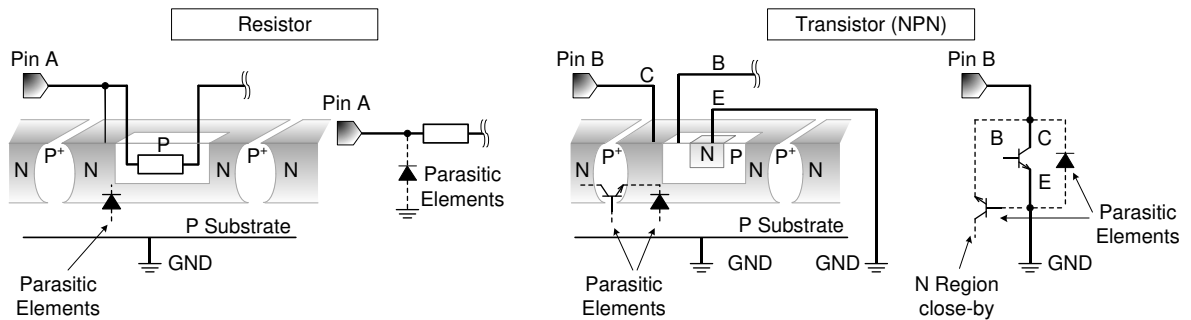 Resistor
Transistor (NPN)
Pin A
Pin A
N
P+
N
P
N
P+
N
Parasitic
Elements
P Substrate
GND
Parasitic
Elements
Pin B
C
B
E
N
P+
N
N
P
N
P+
N
P Substrate
GND
GND
Parasitic
Elements
Pin B
B
C
E
Parasitic
Elements
GND
N Region
close-by